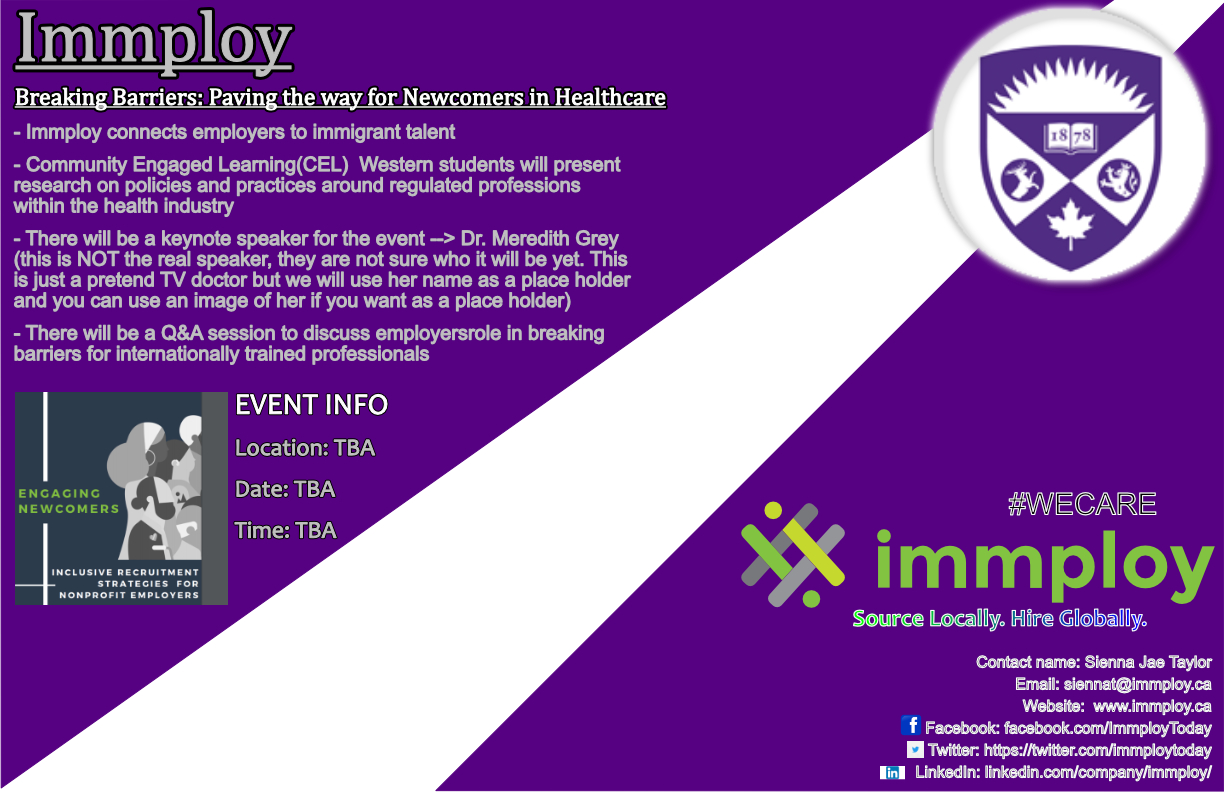 Immploy
Breaking Barriers: Paving the way for Newcomers in Healthcare
- Immploy connects employers to immigrant talent
- Community Engaged Learning(CEL)  Western students will present
research on policies and practices around regulated professions
within the health industry
- There will be a keynote speaker for the event --> Dr. Meredith Grey
(this is NOT the real speaker, they are not sure who it will be yet. This
is just a pretend TV doctor but we will use her name as a place holder
and you can use an image of her if you want as a place holder)
- There will be a Q&A session to discuss employersrole in breaking
barriers for internationally trained professionals
1878
ENGAGING
NEWCOMERS
INCLUSIVE RECRUITMENT
STRATEGIES FOR
NONPROFIT EMPLOYERS
EVENT INFO
Location: TBA
Date: TBA
Time: TBA
#WECARE
immploy
Source Locally. Hire Globally.
Contact name: Sienna Jae Taylor
Email: siennat@immploy.ca
Website:  www.immploy.ca
f Facebook: facebook.com/ImmployToday
Twitter: https://twitter.com/immploytoday
in LinkedIn: linkedin.com/company/immploy/